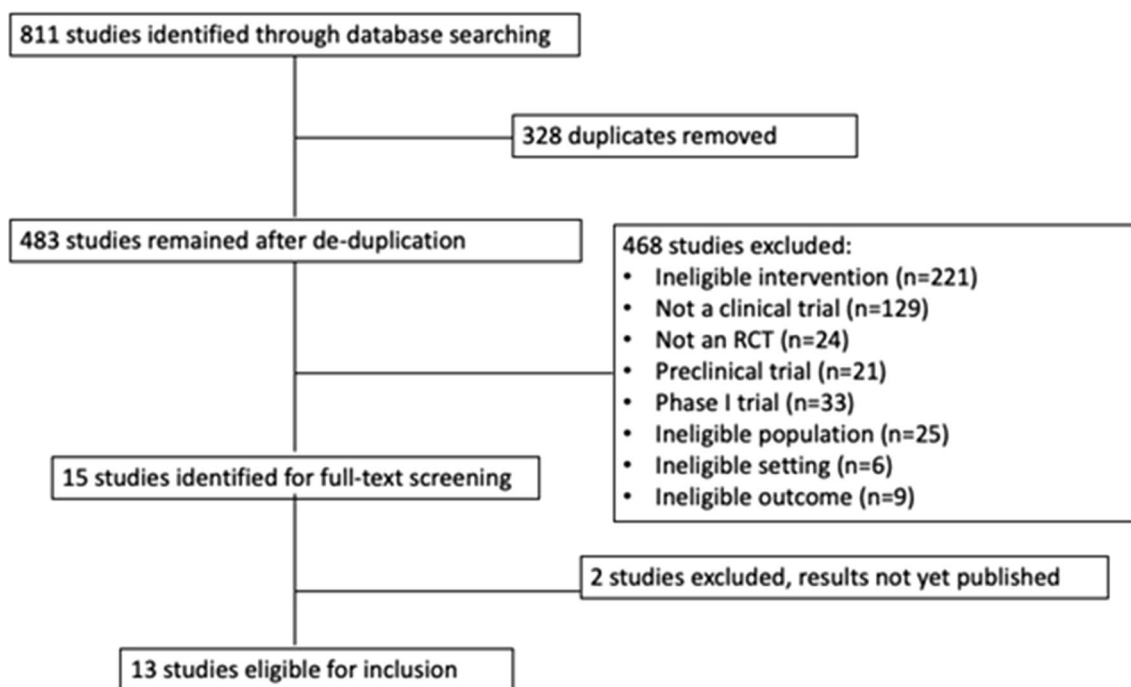 811 studies identified through database searching
328 duplicates removed
483 studies remained after de-duplication
468 studies excluded:
• Ineligible intervention (n=221)
• Not a clinical trial (n=129)
• Not an RCT (n=24)
• Preclinical trial (n=21)
• Phase I trial (n=33)
• Ineligible population (n=25)
• Ineligible setting (n=6)
• Ineligible outcome (n=9)
15 studies identified for full-text screening
2 studies excluded, results not yet published
13 studies eligible for inclusion